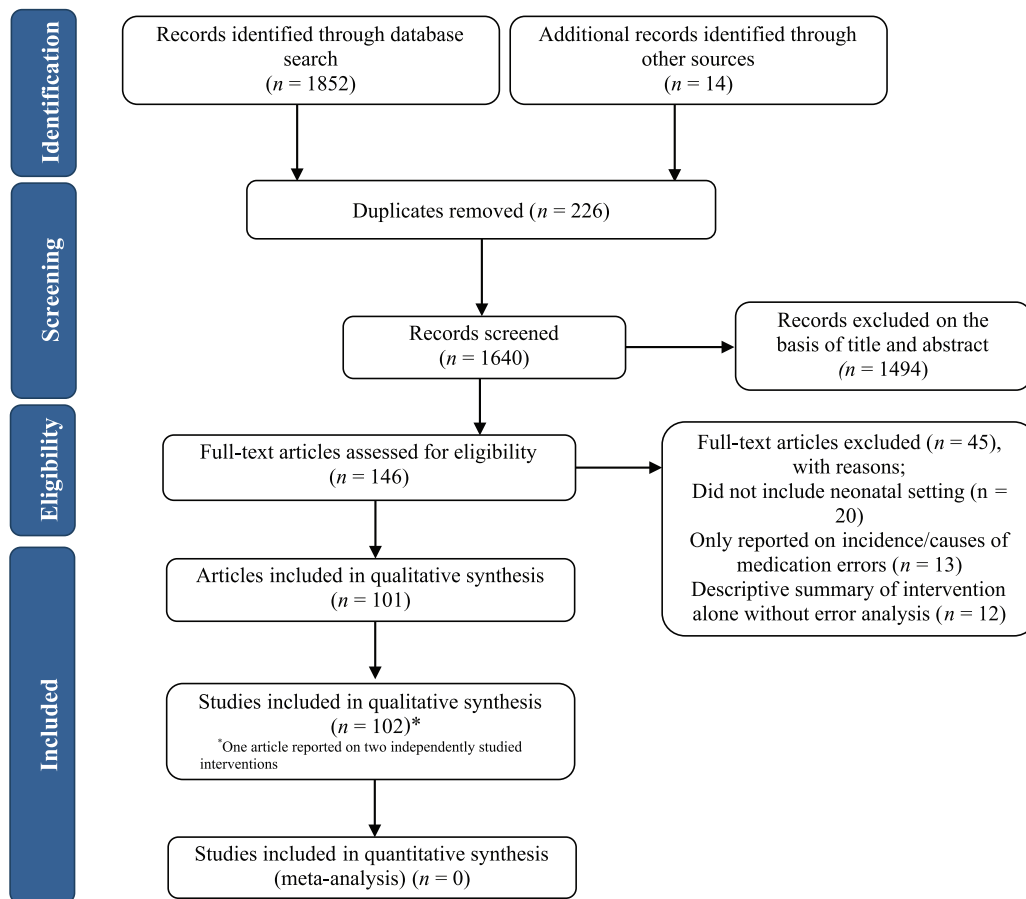 Identification
Records identified through database
search
(n = 1852)
Additional records identified through
other sources
(n = 14)
Screening
Duplicates removed (n = 226)
Records screened
(n = 1640)
Records excluded on the
basis of title and abstract
(n = 1494)
Eligibility
Full-text articles assessed for eligibility
(n = 146)
Full-text articles excluded (n = 45),
with reasons;
Did not include neonatal setting (n =
20)
Only reported on incidence/causes of
medication errors (n = 13)
Descriptive summary of intervention
alone without error analysis (n = 12)
Included
Articles included in qualitative synthesis
(n = 101)
Studies included in qualitative synthesis
(n = 102)*
*One article reported on two independently studied
interventions
Studies included in quantitative synthesis
(meta-analysis) (n = 0)